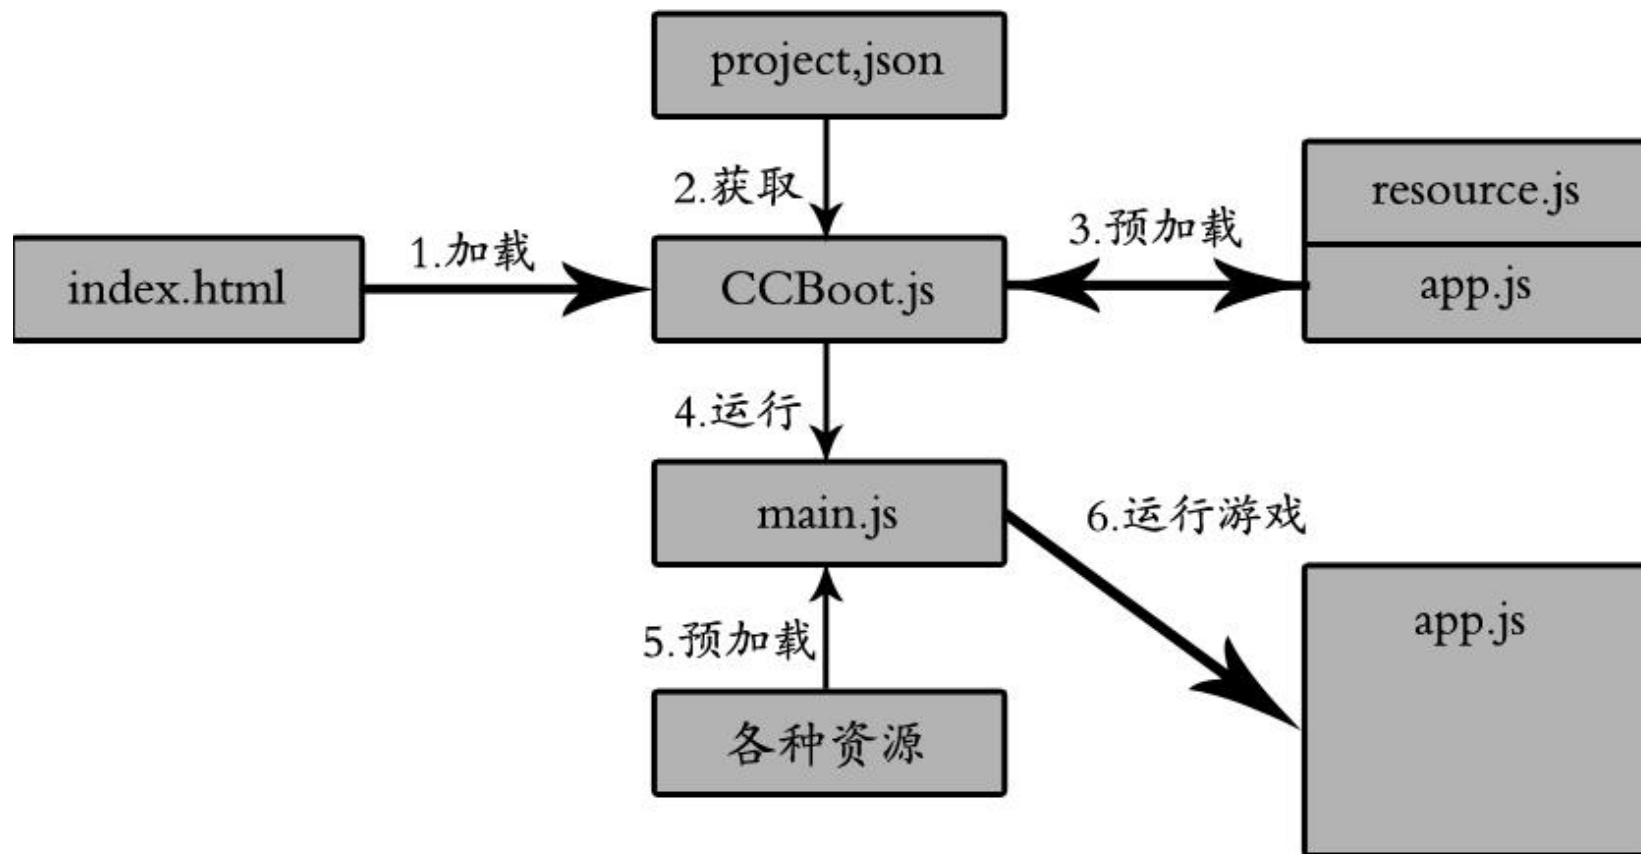 project,json
2.获取
resource.js
3.预加载
index.html
1.加载
CCBoot.js
app.js
4.运行
main.js
6.运行游戏
5.预加载
app.js
各种资源